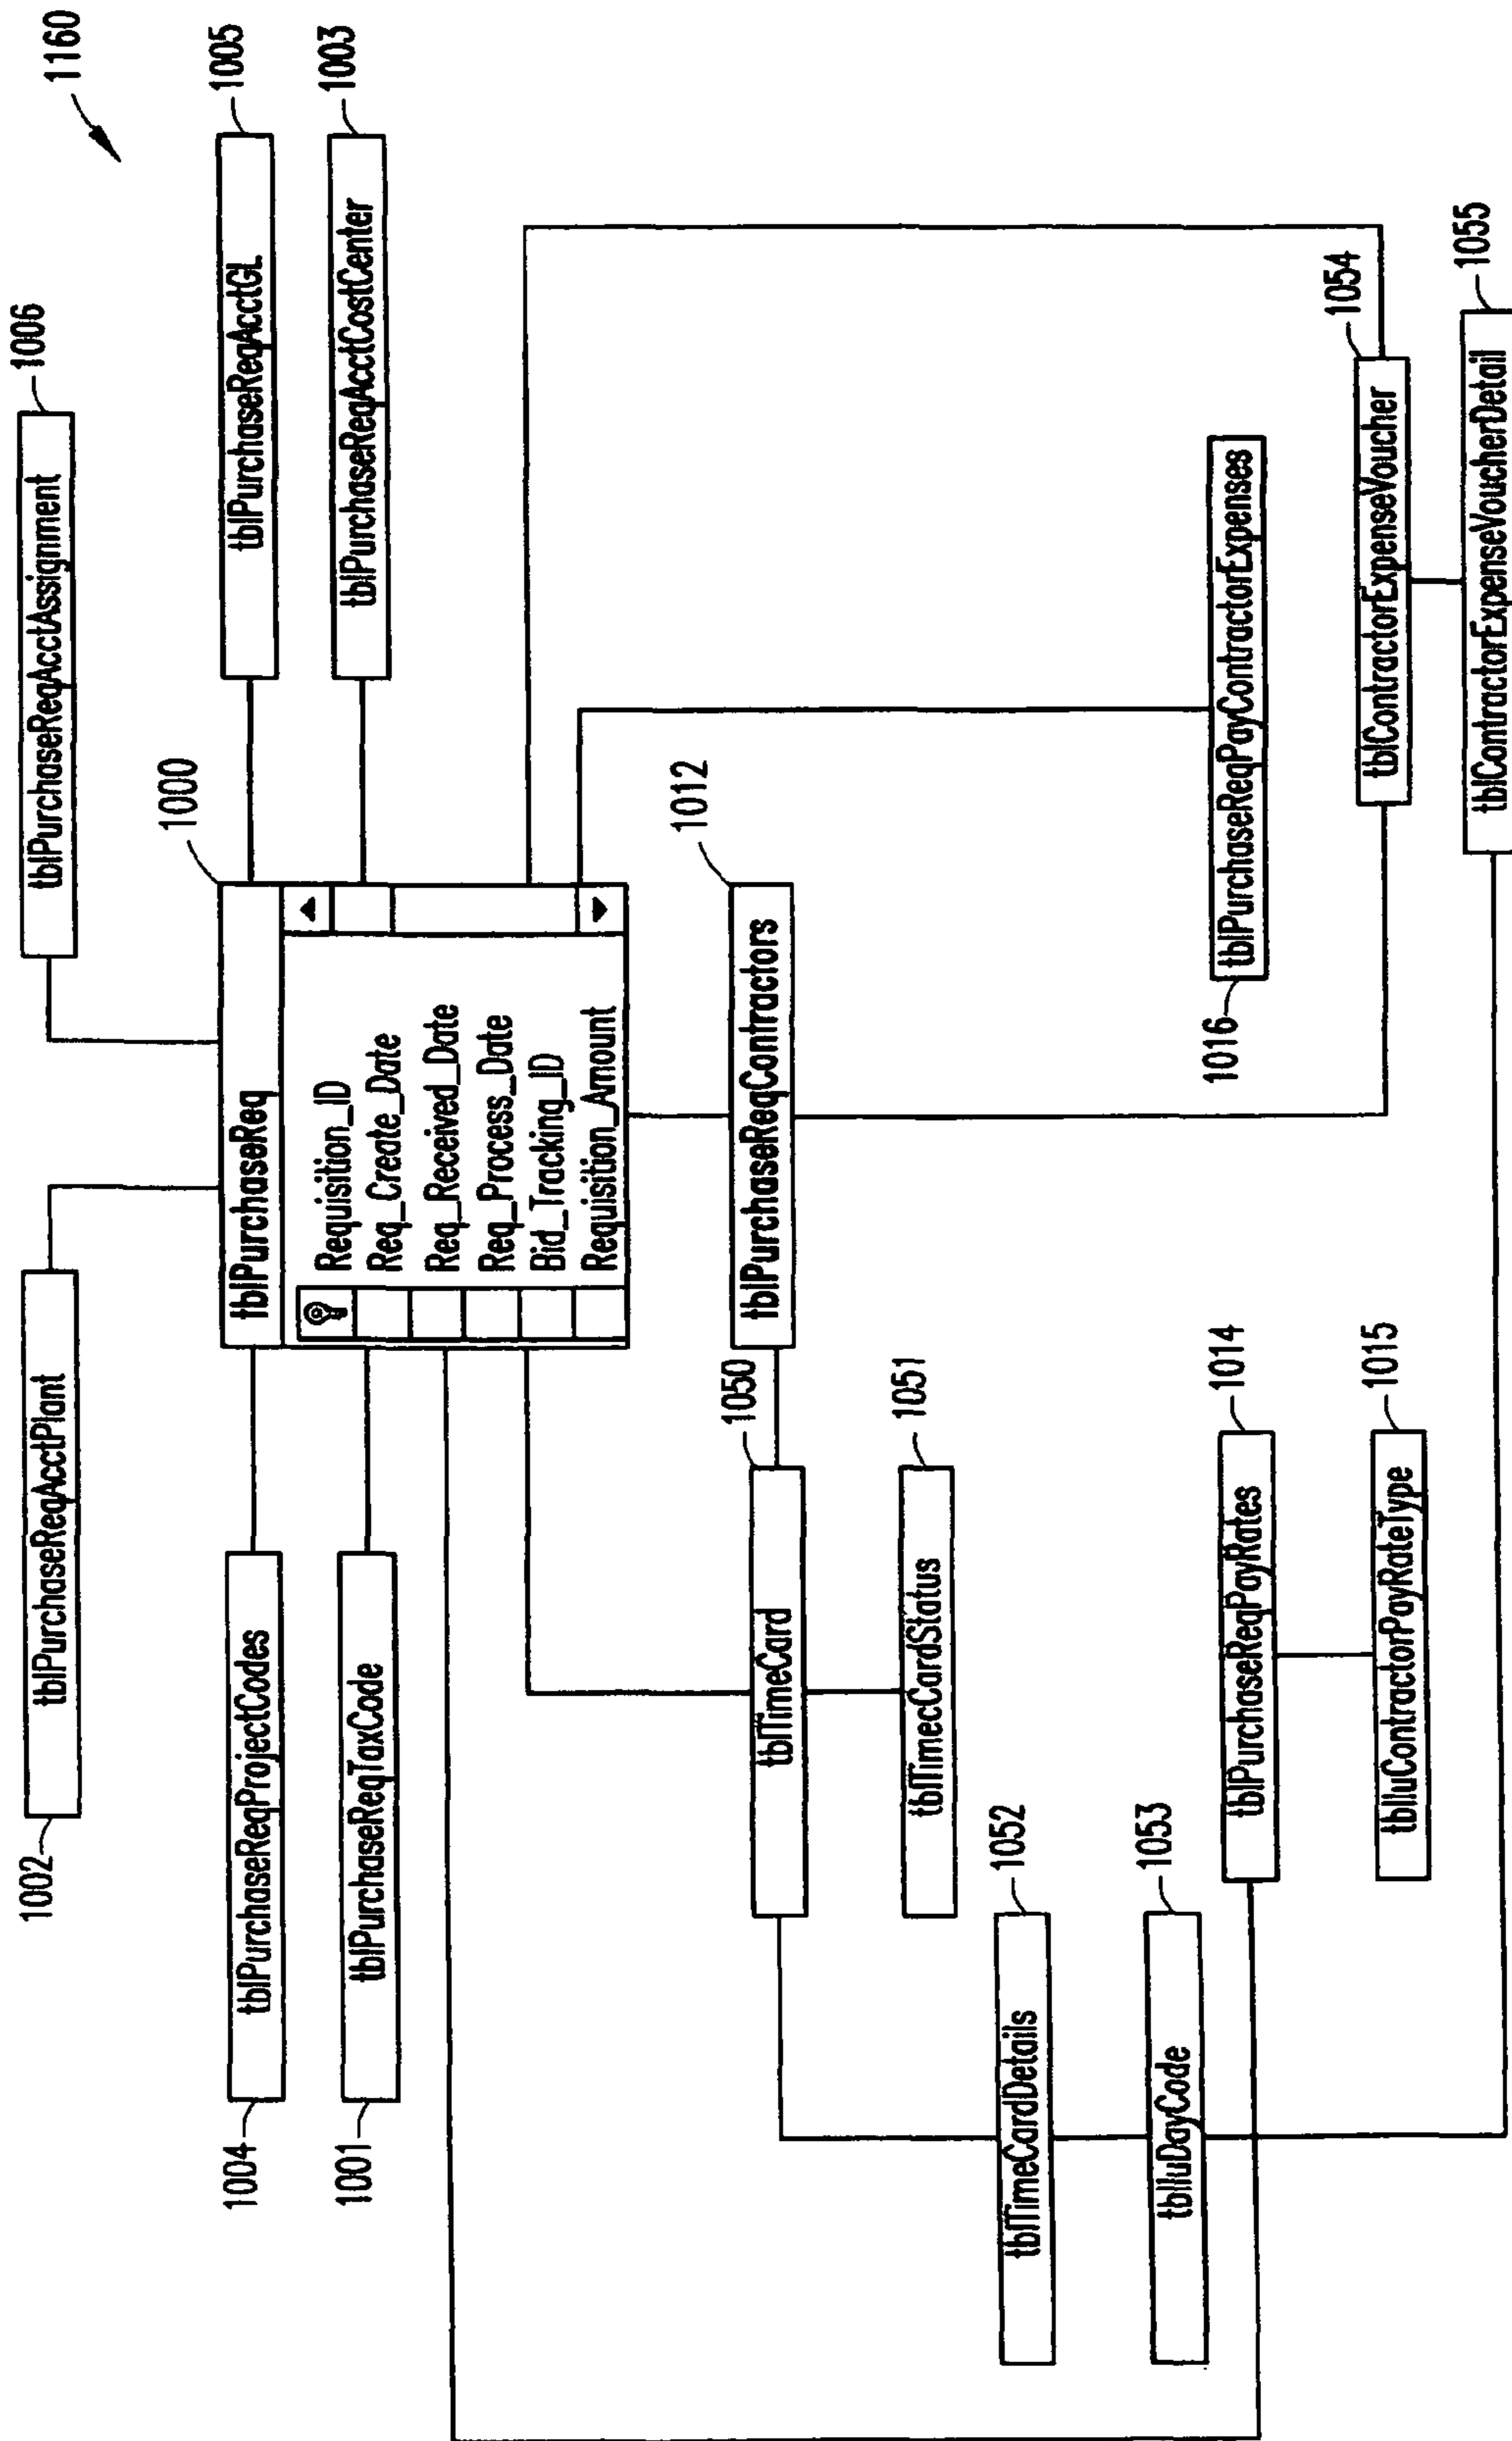 1160
1002
tblPurchaseReqAcctPlant
tblPurchaseReqAcctAssignment
1006
1004
tblPurchaseReqProjectCodes
1000
tblPurchaseReq
Requisition_ID
Req_Create_Date
Req_Received_Date
Req_Process_Date
Bid_Tracking_ID
Requisition_Amount
tblPurchaseReqAcctGL
1005
1001
tblPurchaseReqTaxCode
tblPurchaseReqAcctCostCenter
1003
1050
tblTimeCard
tblPurchaseReqContractors
1012
tblTimecCardStatus
1051
tblTimeCardDetails
1052
tblluDayCode
1053
tblPurchaseReqPayRates
1014
1016
tblPurchaseReqPayContractorExpenses
tblluContractorPayRateType
1015
tblContractorExpenseVoucher
1054
tblContractorExpenseVoucherDetail
1055